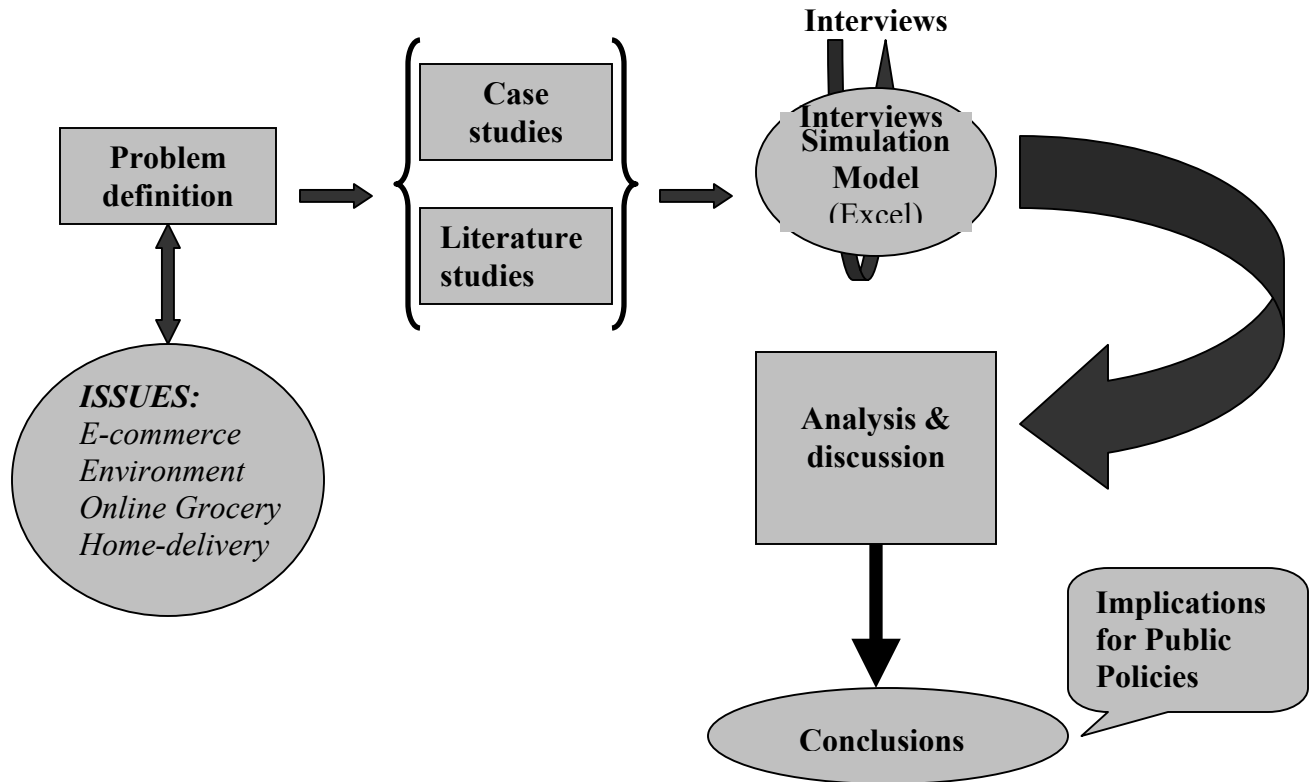 Interviews
Case
studies
Problem
definition
Literature
studies
Interviews
Simulation
Model
(Excel)
ISSUES:
E-commerce
Environment
Online Grocery
Home-delivery
Analysis &
discussion
Implications
for Public
Policies
Conclusions